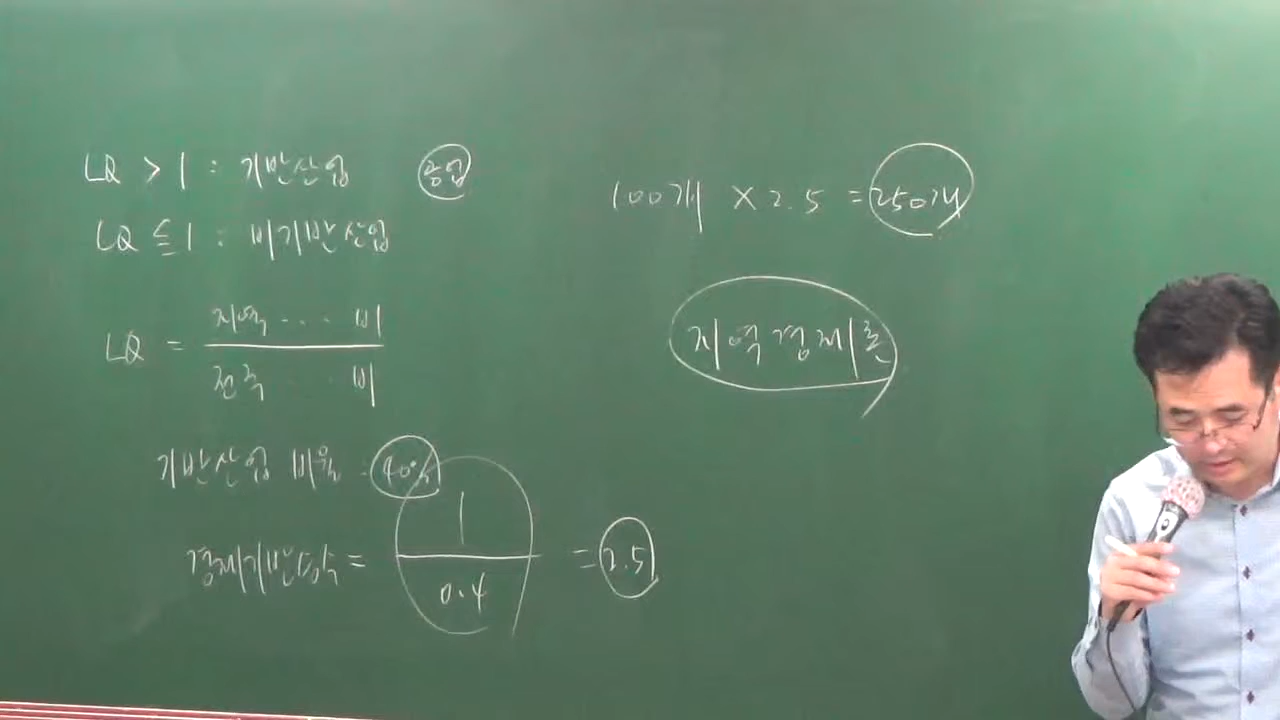 LQ > 1 : 기반산업 종업
LQ ≦ 1 : 비기반산업
LQ = 지역 ... 비 / 전국 ... 비
기반산업 비율 : 40%
경제기반승수 = 1 / 0.4 = 2.5
100개 × 2.5 = 250개
지역경제론